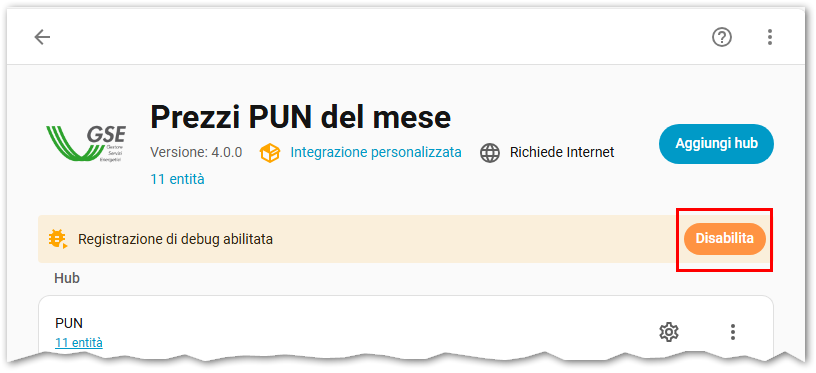 Prezzi PUN del mese
GSE
Gestione
Servizi
Energetici
Versione: 4.0.0 Integrazione personalizzata Richiede Internet
Aggiungi hub
11 entità
Registrazione di debug abilitata
Disabilita
Hub
PUN
11 entità